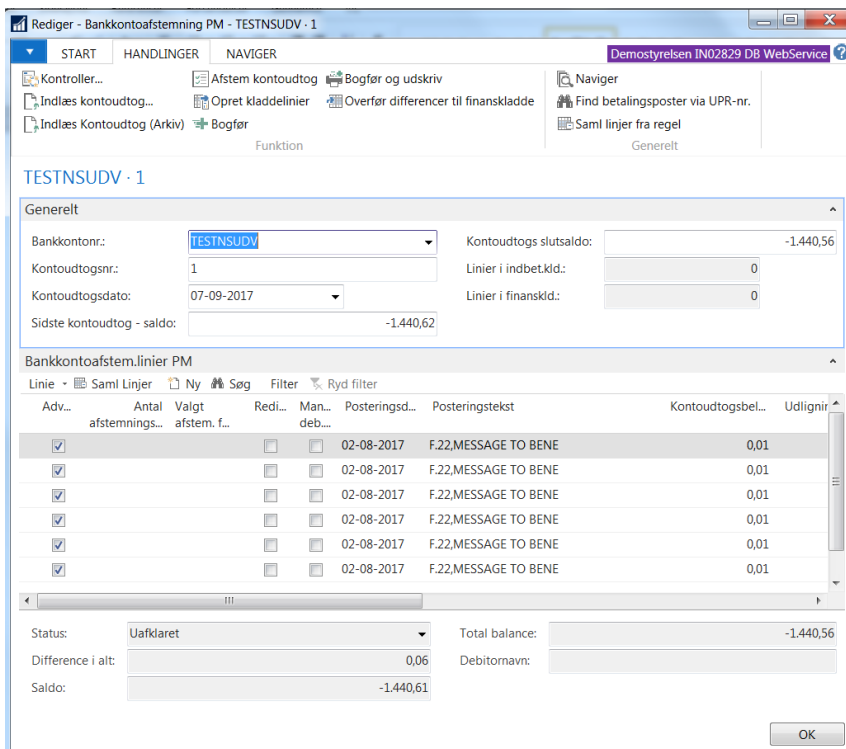 Rediger - Bankkontoafstemning PM - TESTNSUDV · 1
START HANDLINGER NAVIGER Demostyrelsen IN02829 DB WebService
Kontroller... Afstem kontoudtog Bogfør og udskriv Naviger
Indlæs kontoudtog... Opret kladdelinier Overfør differencer til finanskladde Find betalingsposter via UPR-nr.
Indlæs Kontoudtog (Arkiv) Bogfør Saml linjer fra regel
Funktion Generelt
TESTNSUDV · 1
Generelt
Bankkontonr.: TESTNSUDV Kontoudtogs slutsaldo: -1.440,56
Kontoudtogsnr.: 1 Linier i indbet.kld.: 0
Kontoudtogsdato: 07-09-2017 Linier i finanskld.: 0
Sidste kontoudtog - saldo: -1.440,62
Bankkontoafstem.linier PM
Linie Saml Linjer Ny Søg Filter Ryd filter
Adv... Antal Valgt Redi... Man... Posteringsd... Posteringstekst Kontoudtogsbel... Udlignin
afstemnings... afstem. f... deb....
02-08-2017 F.22,MESSAGE TO BENE 0,01
02-08-2017 F.22,MESSAGE TO BENE 0,01
02-08-2017 F.22,MESSAGE TO BENE 0,01
02-08-2017 F.22,MESSAGE TO BENE 0,01
02-08-2017 F.22,MESSAGE TO BENE 0,01
02-08-2017 F.22,MESSAGE TO BENE 0,01
Status: Uafklaret Total balance: -1.440,56
Difference i alt: 0,06 Debitornavn:
Saldo: -1.440,61
OK